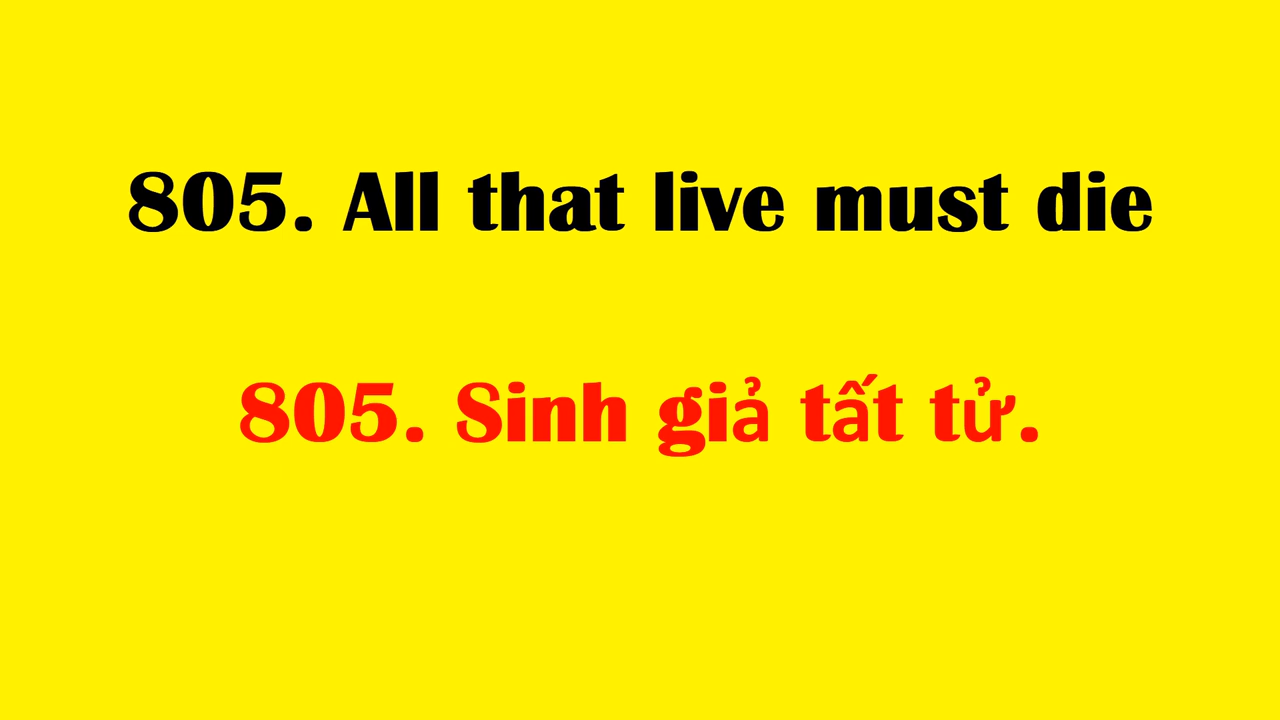 805. All that live must die
805. Sinh giả tất tử.